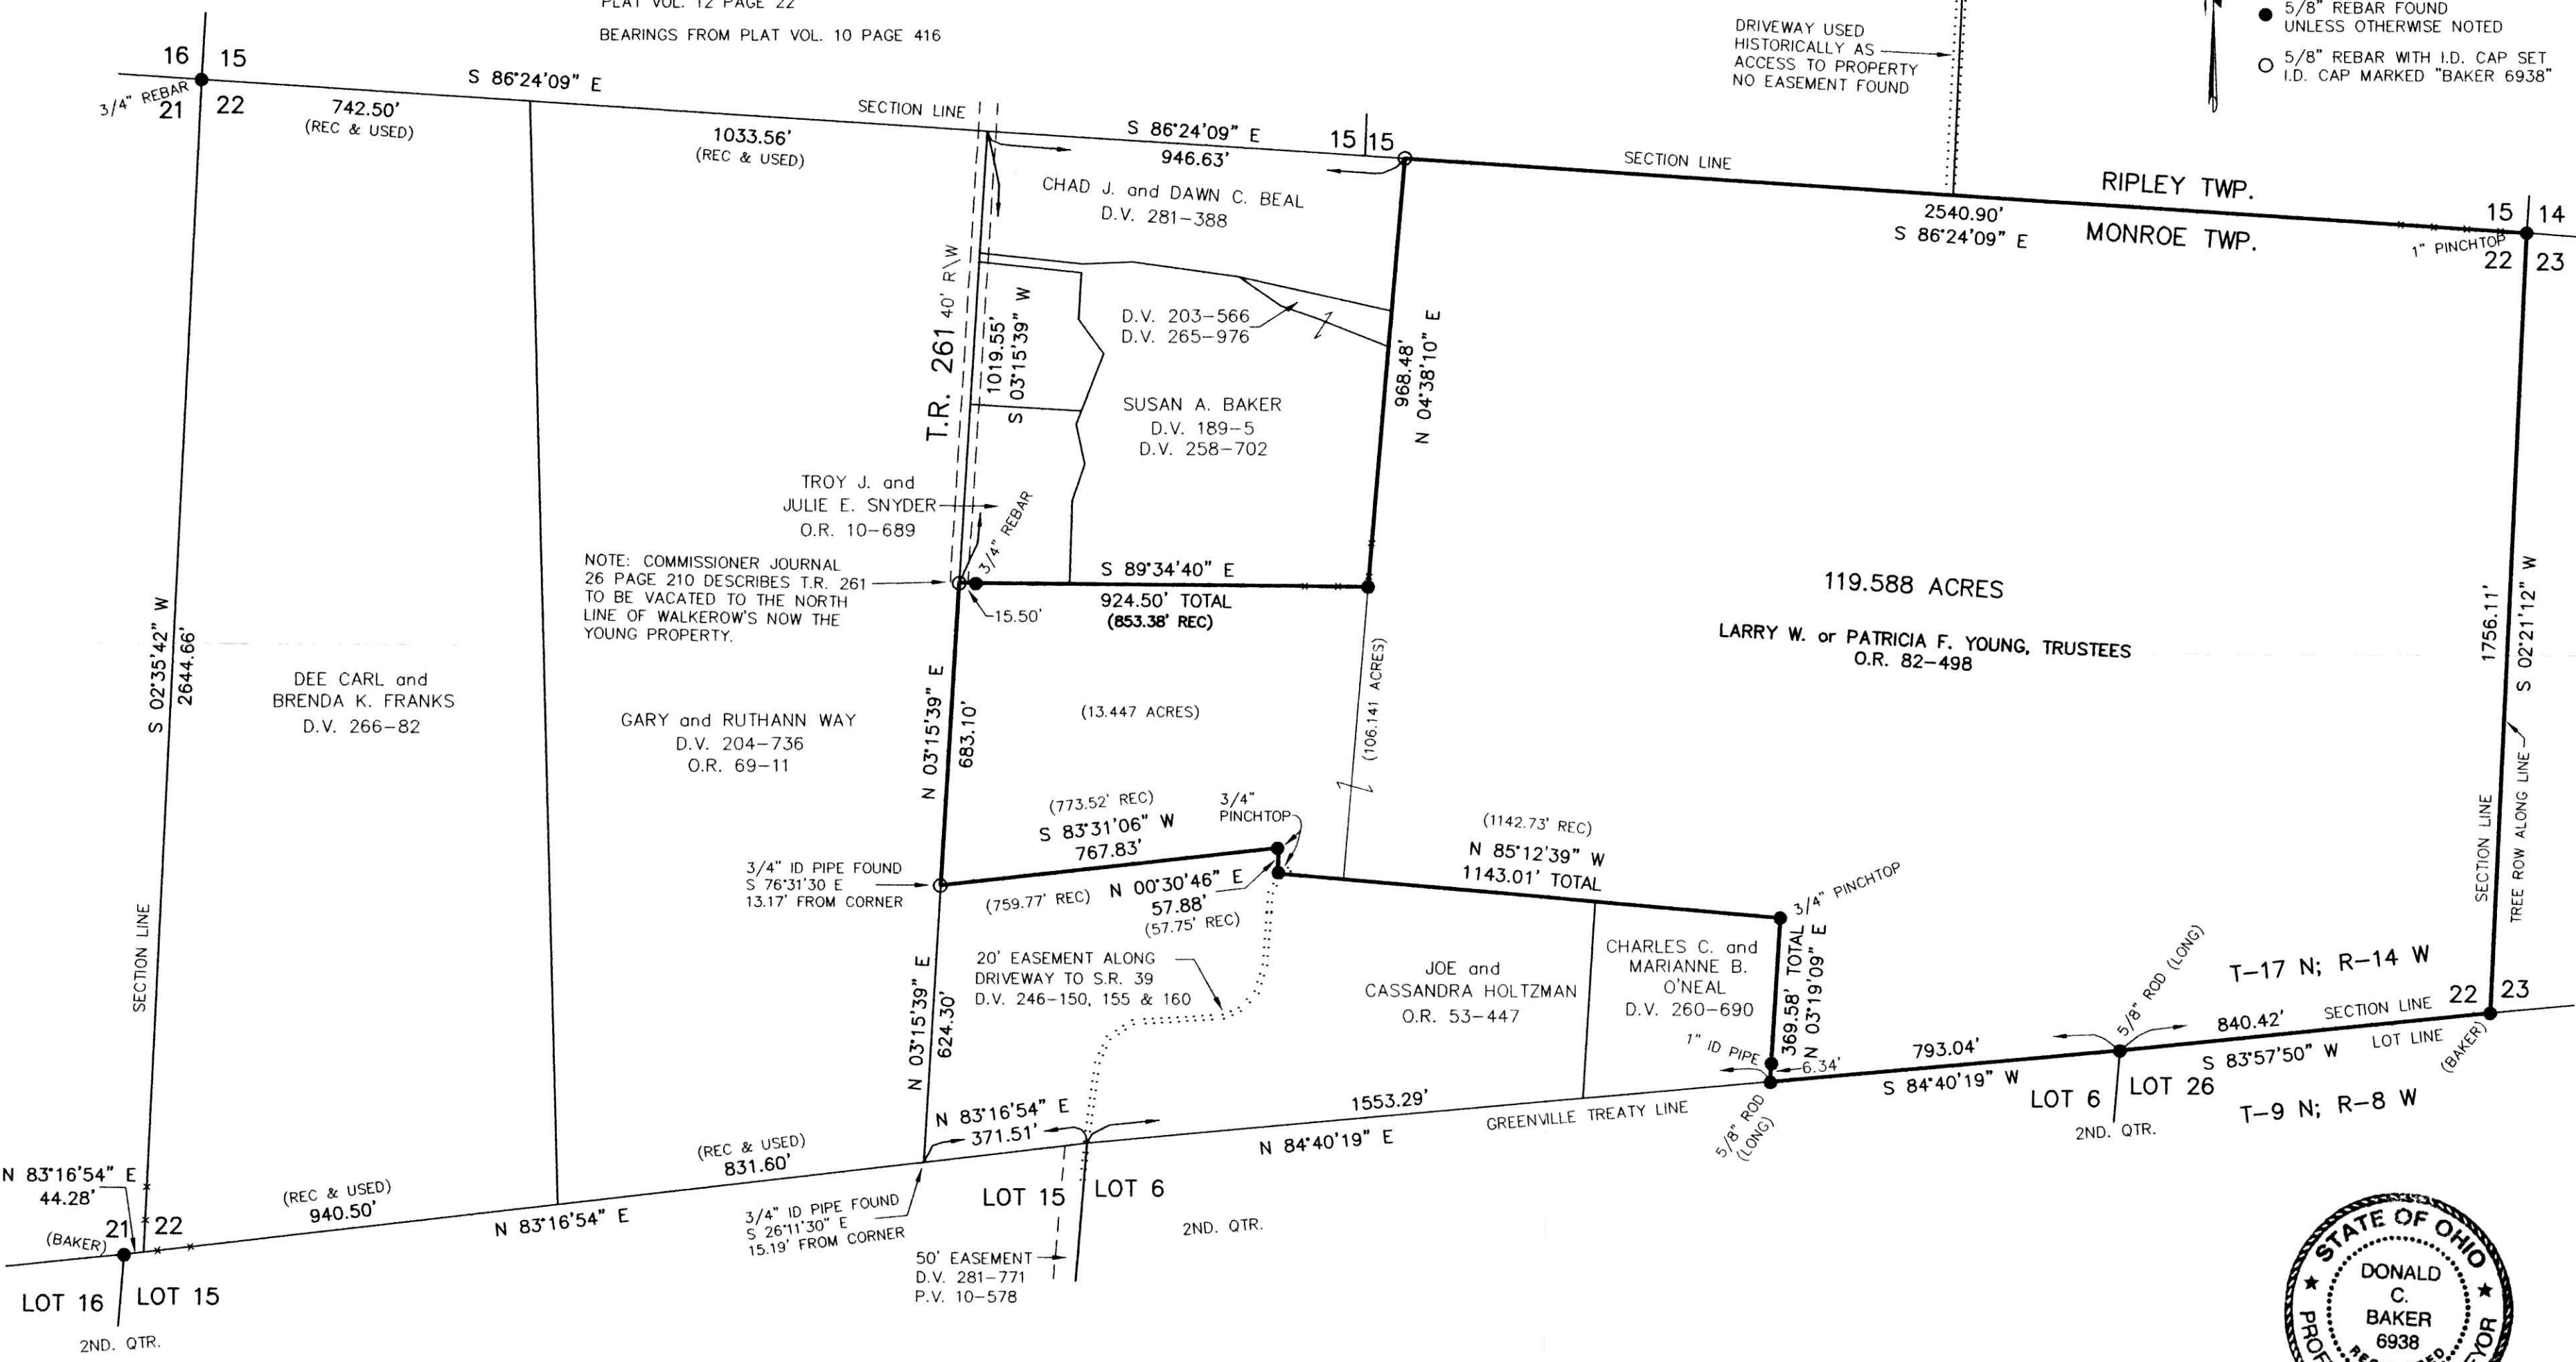 PLAT VOL. 12 PAGE 22
BEARINGS FROM PLAT VOL. 10 PAGE 416
DRIVEWAY USED
HISTORICALLY AS
ACCESS TO PROPERTY
NO EASEMENT FOUND
5/8" REBAR FOUND
UNLESS OTHERWISE NOTED
5/8" REBAR WITH I.D. CAP SET
I.D. CAP MARKED "BAKER 6938"
16 15
21 22
3/4" REBAR
742.50'
(REC & USED)
S 86°24'09" E
SECTION LINE
1033.56'
(REC & USED)
S 86°24'09" E
946.63'
15 15
SECTION LINE
RIPLEY TWP.
2540.90'
S 86°24'09" E
MONROE TWP.
15 14
1" PINCHTOP
22 23
CHAD J. and DAWN C. BEAL
D.V. 281-388
T.R. 261 40' R\W
1019.55'
S 03°15'39" W
D.V. 203-566
D.V. 265-976
968.48'
N 04°38'10" E
SUSAN A. BAKER
D.V. 189-5
D.V. 258-702
TROY J. and
JULIE E. SNYDER
O.R. 10-689
3/4" REBAR
NOTE: COMMISSIONER JOURNAL
26 PAGE 210 DESCRIBES T.R. 261
TO BE VACATED TO THE NORTH
LINE OF WALKEROW'S NOW THE
YOUNG PROPERTY.
S 89°34'40" E
924.50' TOTAL
(853.38' REC)
15.50'
119.588 ACRES
LARRY W. or PATRICIA F. YOUNG, TRUSTEES
O.R. 82-498
S 02°35'42" W
2644.66'
SECTION LINE
DEE CARL and
BRENDA K. FRANKS
D.V. 266-82
GARY and RUTHANN WAY
D.V. 204-736
O.R. 69-11
N 03°15'39" E
683.10'
(13.447 ACRES)
(106.141 ACRES)
1756.11'
S 02°21'12" W
SECTION LINE
TREE ROW ALONG LINE
(773.52' REC)
S 83°31'06" W
767.83'
3/4"
PINCHTOP
(1142.73' REC)
N 85°12'39" W
1143.01' TOTAL
3/4" PINCHTOP
3/4" ID PIPE FOUND
S 76°31'30 E
13.17' FROM CORNER
(759.77' REC)
N 00°30'46" E
57.88'
(57.75' REC)
20' EASEMENT ALONG
DRIVEWAY TO S.R. 39
D.V. 246-150, 155 & 160
JOE and
CASSANDRA HOLTZMAN
O.R. 53-447
CHARLES C. and
MARIANNE B.
O'NEAL
D.V. 260-690
369.58' TOTAL
N 03°19'09" E
1" ID PIPE
6.34'
5/8" ROD (LONG)
T-17 N; R-14 W
22 23
SECTION LINE
840.42'
LOT LINE
(BAKER)
S 83°57'50" W
793.04'
S 84°40'19" W
LOT 6 LOT 26
2ND. QTR.
T-9 N; R-8 W
N 03°15'39" E
624.30'
N 83°16'54" E
371.51'
1553.29'
N 84°40'19" E
GREENVILLE TREATY LINE
5/8" ROD
(LONG)
(REC & USED)
831.60'
N 83°16'54" E
44.28'
(BAKER)
21 22
(REC & USED)
940.50'
N 83°16'54" E
3/4" ID PIPE FOUND
S 26°11'30" E
15.19' FROM CORNER
LOT 15 LOT 6
2ND. QTR.
50' EASEMENT
D.V. 281-771
P.V. 10-578
LOT 16 LOT 15
2ND. QTR.
STATE OF OHIO
DONALD
C.
BAKER
6938